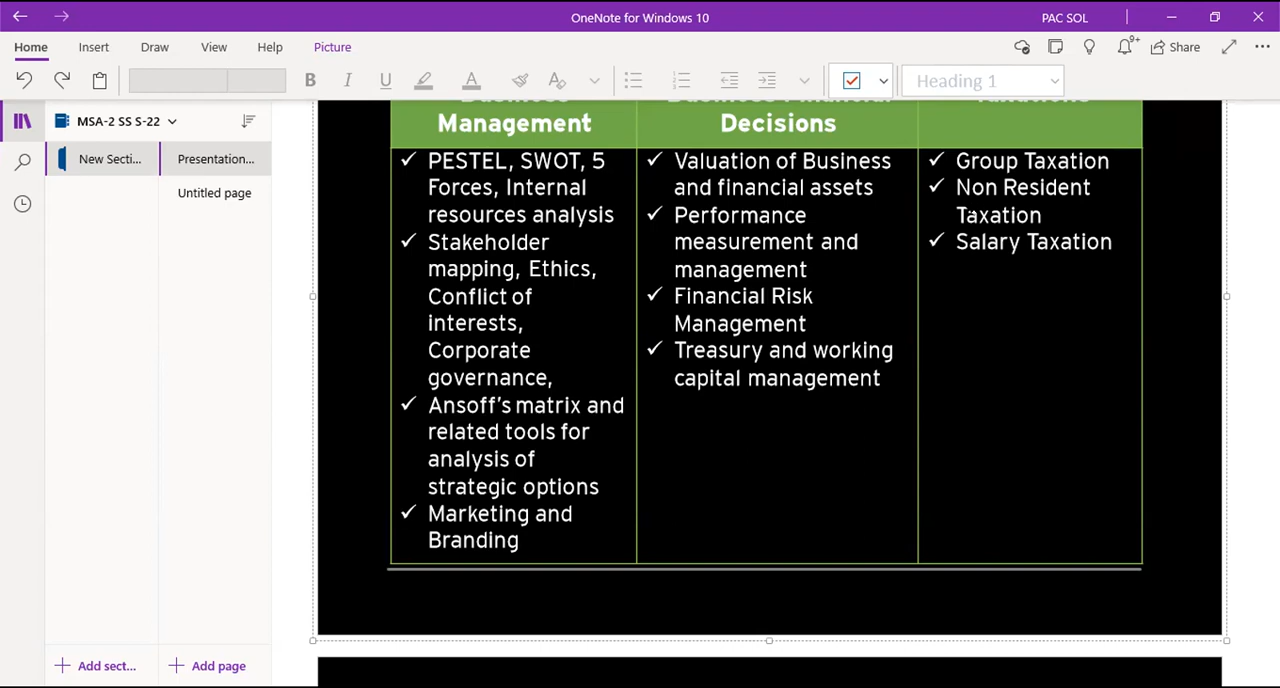 OneNote for Windows 10
PAC SOL
Home
Insert
Draw
View
Help
Picture
9+
Share
B
I
U
A
A
Heading 1
MSA-2 SS S-22
New Secti...
Presentation...
Untitled page
Management
Decisions
✓ PESTEL, SWOT, 5
Forces, Internal
resources analysis
✓ Stakeholder
mapping, Ethics,
Conflict of
interests,
Corporate
governance,
✓ Ansoff's matrix and
related tools for
analysis of
strategic options
✓ Marketing and
Branding
✓ Valuation of Business
and financial assets
✓ Performance
measurement and
management
✓ Financial Risk
Management
✓ Treasury and working
capital management
✓ Group Taxation
✓ Non Resident
Taxation
✓ Salary Taxation
Add sect...
Add page